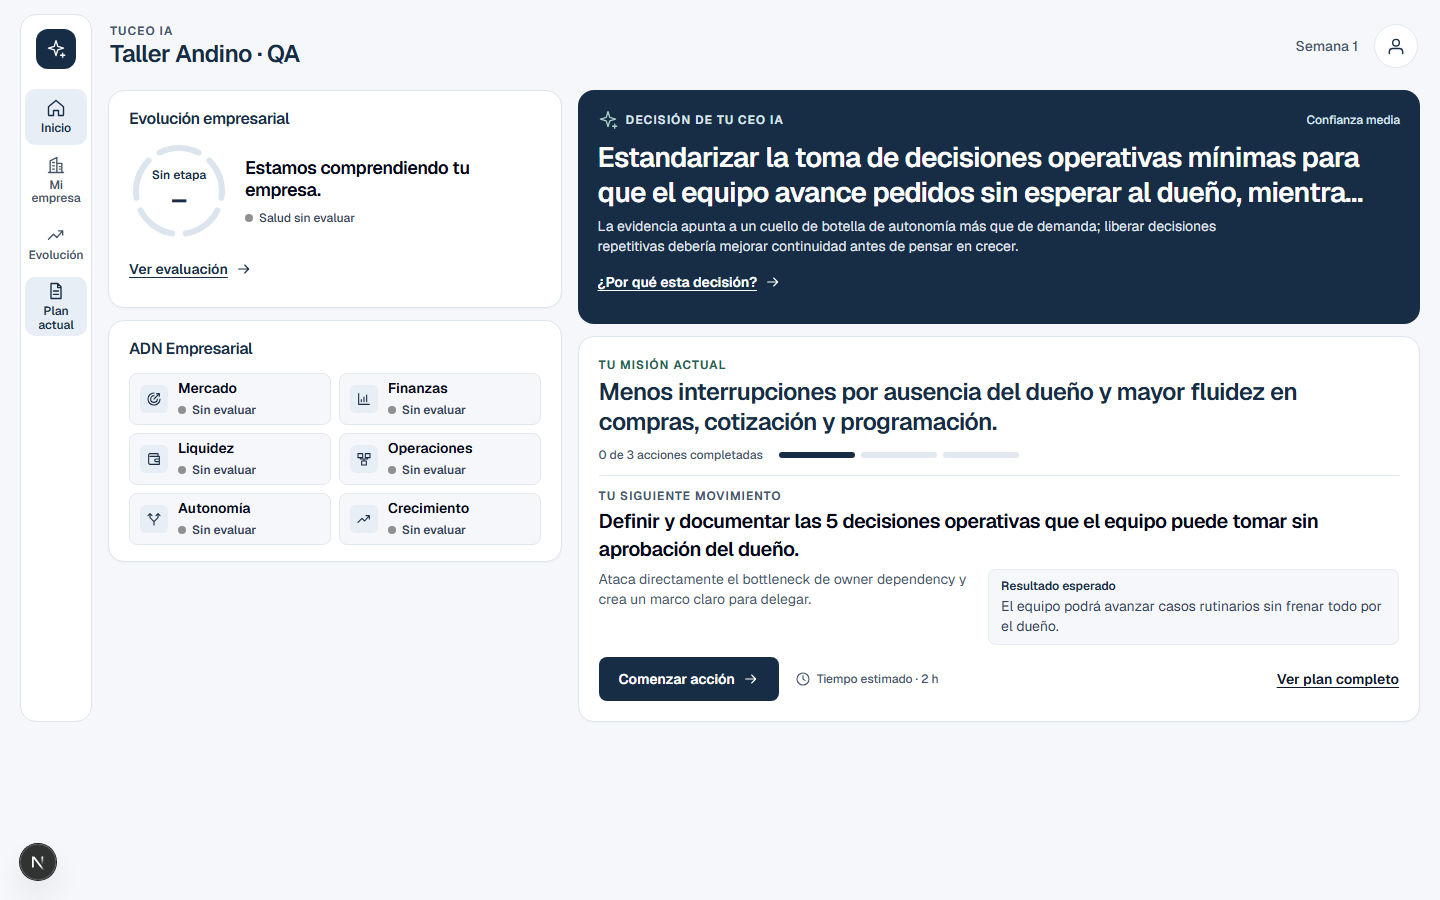 TUCEO IA
Taller Andino · QA
Semana 1
Inicio
Mi
empresa
Evolución
Plan
actual
Evolución empresarial
Sin etapa
–
Estamos comprendiendo tu
empresa.
Salud sin evaluar
Ver evaluación
ADN Empresarial
Mercado
Sin evaluar
Finanzas
Sin evaluar
Liquidez
Sin evaluar
Operaciones
Sin evaluar
Autonomía
Sin evaluar
Crecimiento
Sin evaluar
DECISIÓN DE TU CEO IA
Confianza media
Estandarizar la toma de decisiones operativas mínimas para
que el equipo avance pedidos sin esperar al dueño, mientra...
La evidencia apunta a un cuello de botella de autonomía más que de demanda; liberar decisiones
repetitivas debería mejorar continuidad antes de pensar en crecer.
¿Por qué esta decisión?
TU MISIÓN ACTUAL
Menos interrupciones por ausencia del dueño y mayor fluidez en
compras, cotización y programación.
0 de 3 acciones completadas
TU SIGUIENTE MOVIMIENTO
Definir y documentar las 5 decisiones operativas que el equipo puede tomar sin
aprobación del dueño.
Ataca directamente el bottleneck de owner dependency y
crea un marco claro para delegar.
Resultado esperado
El equipo podrá avanzar casos rutinarios sin frenar todo por
el dueño.
Comenzar acción
Tiempo estimado · 2 h
Ver plan completo
N